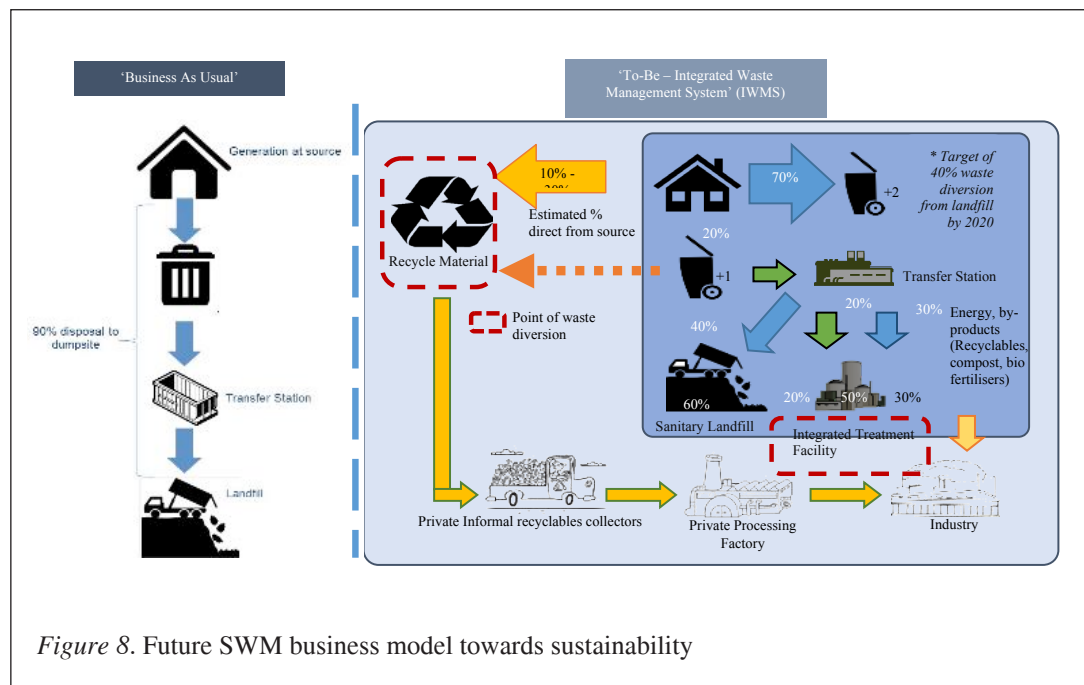 ‘Business As Usual’
Generation at source
90% disposal to
dumpsite
Transfer Station
Landfill
‘To-Be – Integrated Waste
Management System’ (IWMS)
10% -
Estimated %
direct from source
Recycle Material
Point of waste
diversion
70%
+2
* Target of
40% waste
diversion
from landfill
by 2020
20%
+1
Transfer Station
20%
30%
Energy, by-
products
(Recyclables,
compost, bio
fertilisers)
40%
60%
Sanitary Landfill
20%
50%
30%
Integrated Treatment
Facility
Private Informal recyclables collectors
Private Processing
Factory
Industry
Figure 8. Future SWM business model towards sustainability